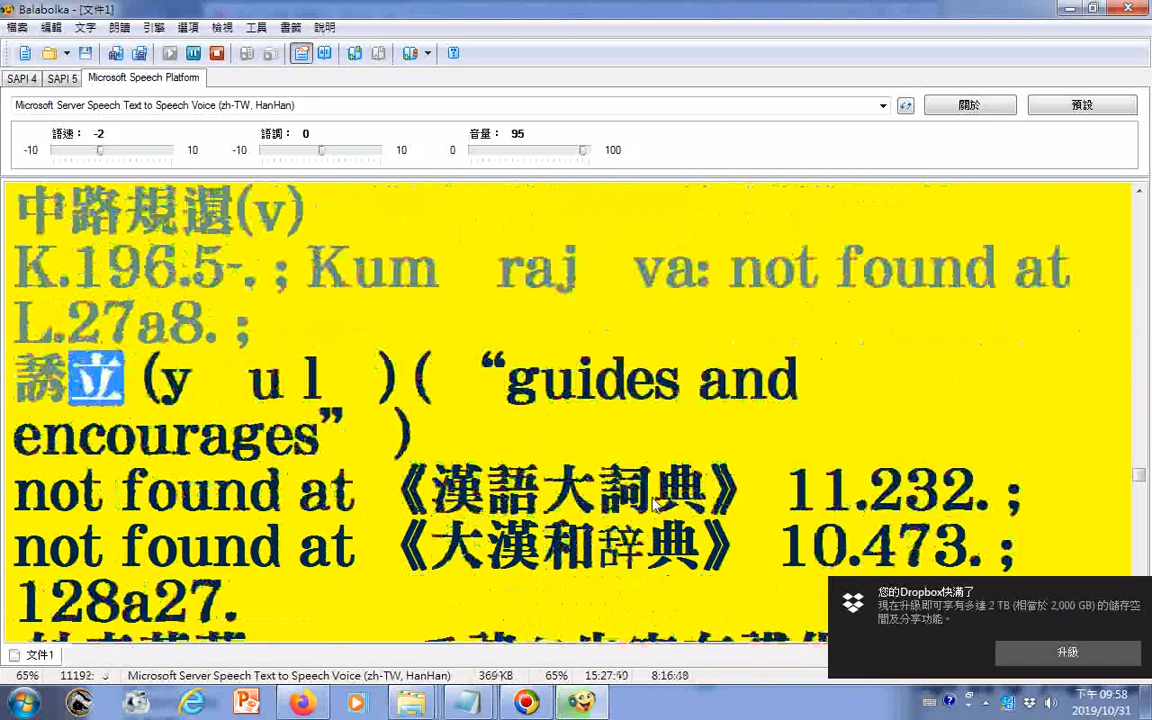 Balabolka - [文件1]
檔案 編輯 文字 朗讀 引擎 選項 檢視 工具 書籤 說明
SAPI 4 SAPI 5 Microsoft Speech Platform
Microsoft Server Speech Text to Speech Voice (zh-TW, HanHan) 關於 預設
語速： -2 語調： 0 音量： 95
-10 10 -10 10 0 100
中路規還(v)
K.196.5-. ; Kum raj va: not found at
L.27a8. ;
誘立 (y u l )( “guides and
encourages” )
not found at 《漢語大詞典》 11.232. ;
not found at 《大漢和辞典》 10.473. ;
128a27.
您的Dropbox快滿了
現在升級即可享有多達 2 TB (相當於 2,000 GB) 的儲存空
間及分享功能。
升級
文件1
65% 11192: Microsoft Server Speech Text to Speech Voice (zh-TW, HanHan) 369 KB 65% 15:27:40 8:16:48
下午 09:58
2019/10/31